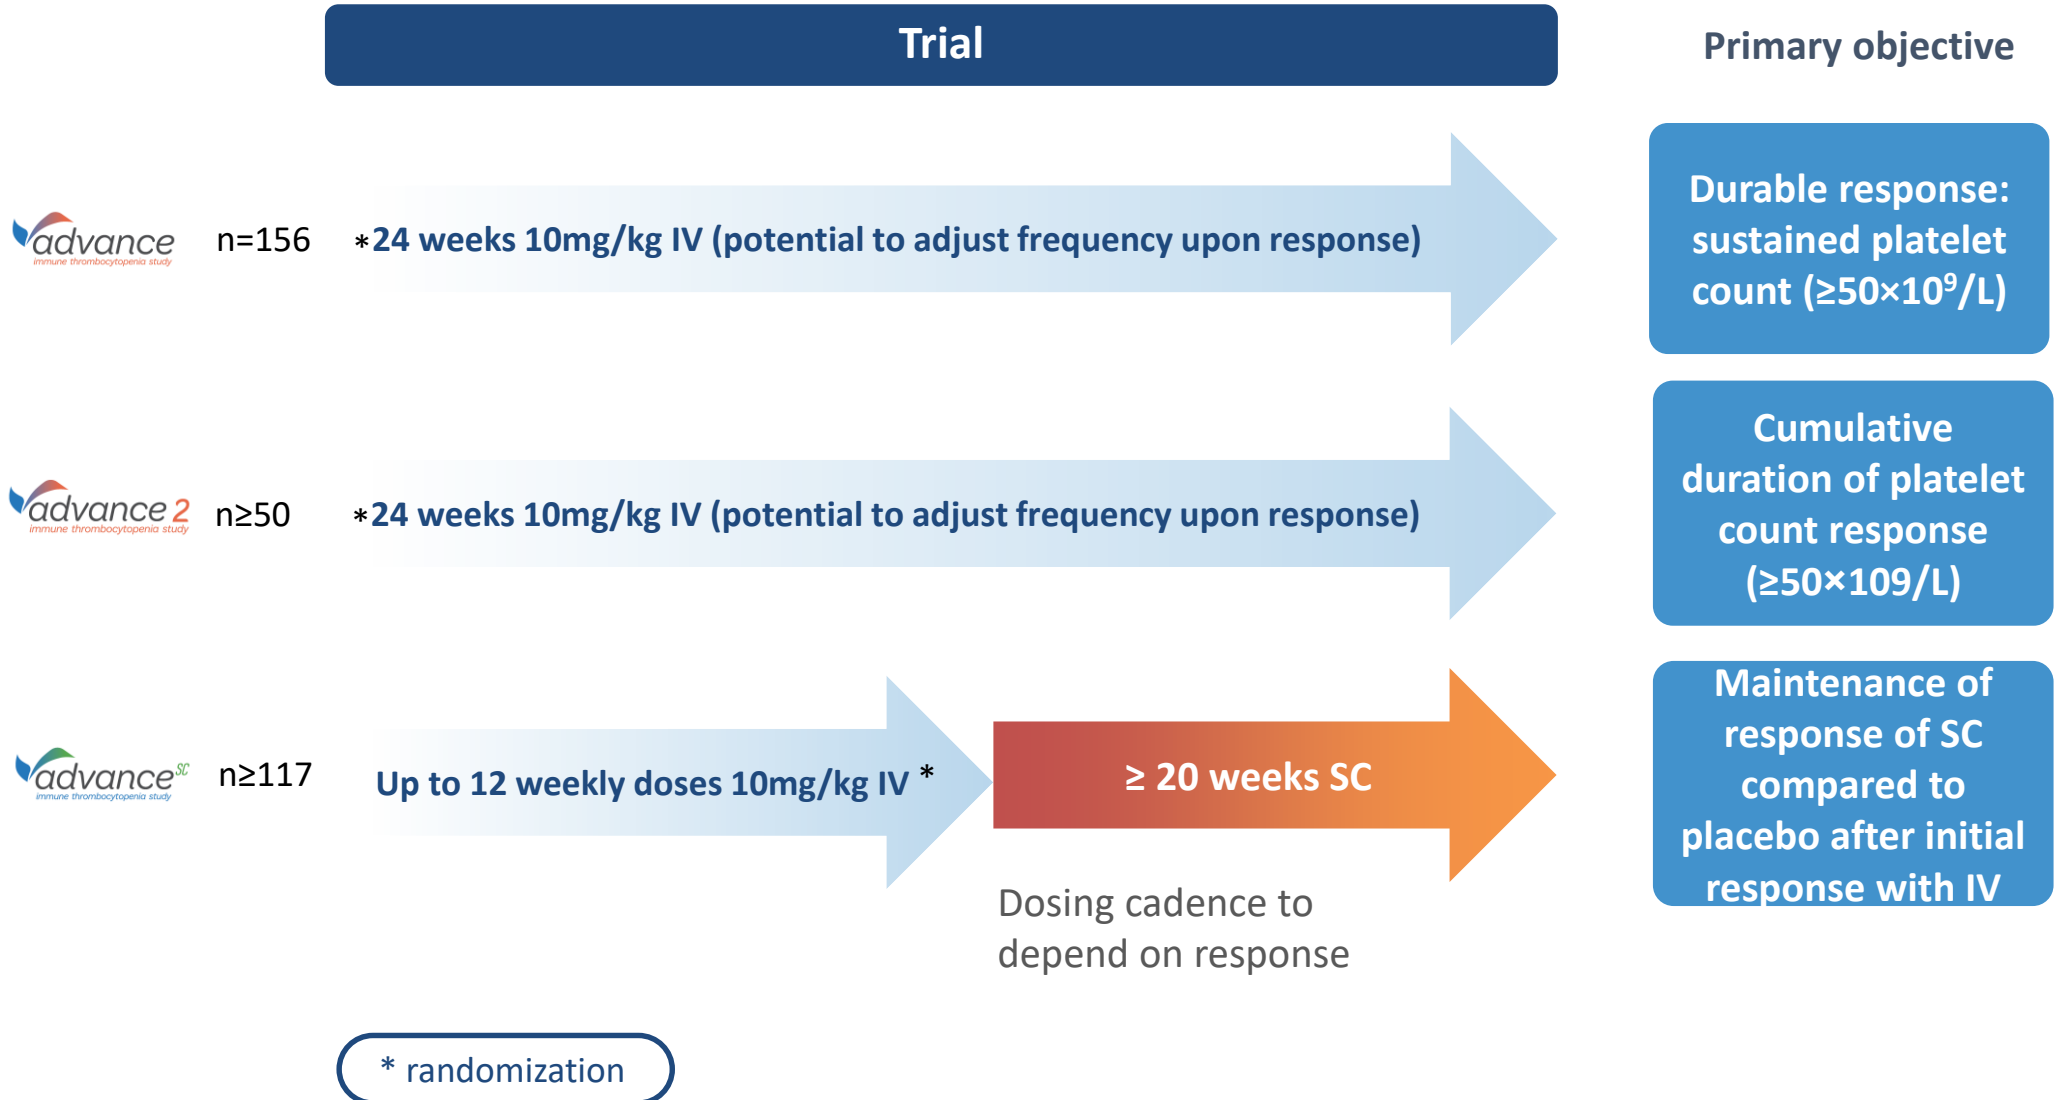 Trial
Primary objective
advance
immune thrombocytopenia study
n=156
*24 weeks 10mg/kg IV (potential to adjust frequency upon response)
Durable response:
sustained platelet
count (≥50×10⁹/L)
advance 2
immune thrombocytopenia study
n≥50
*24 weeks 10mg/kg IV (potential to adjust frequency upon response)
Cumulative
duration of platelet
count response
(≥50×109/L)
advance SC
immune thrombocytopenia study
n≥117
Up to 12 weekly doses 10mg/kg IV *
≥ 20 weeks SC
Maintenance of
response of SC
compared to
placebo after initial
response with IV
Dosing cadence to
depend on response
* randomization